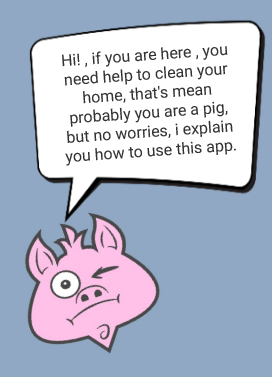 Hi! , if you are here , you
need help to clean your
home, that's mean
probably you are a pig,
but no worries, i explain
you how to use this app.